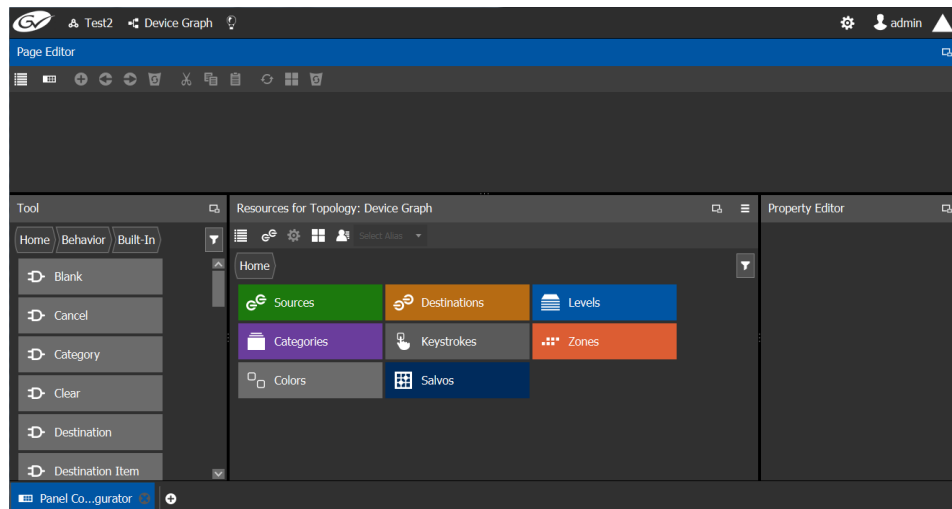 GV Test2 Device Graph admin
Page Editor
Tool
Home Behavior Built-In
Blank
Cancel
Category
Clear
Destination
Destination Item
Resources for Topology: Device Graph
Select Alias
Home
Sources Destinations Levels
Categories Keystrokes Zones
Colors Salvos
Property Editor
Panel Co...gurator